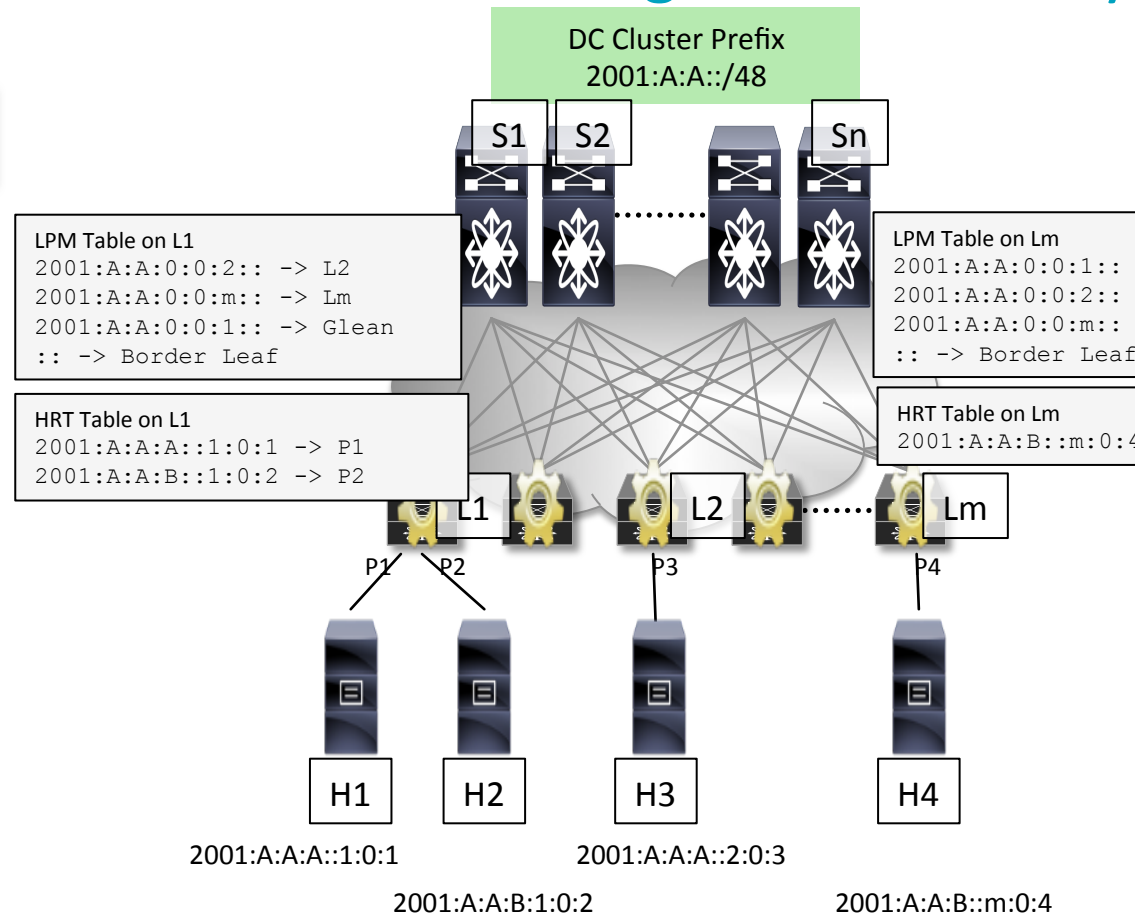 DC Cluster Prefix
2001:A:A::/48
S1
S2
Sn
LPM Table on L1
2001:A:A:0:0:2:: -> L2
2001:A:A:0:0:m:: -> Lm
2001:A:A:0:0:1:: -> Glean
:: -> Border Leaf
LPM Table on Lm
2001:A:A:0:0:1::
2001:A:A:0:0:2::
2001:A:A:0:0:m::
:: -> Border Leaf
HRT Table on L1
2001:A:A:A::1:0:1 -> P1
2001:A:A:B::1:0:2 -> P2
HRT Table on Lm
2001:A:A:B::m:0:4
L1
L2
Lm
P1
P2
P3
P4
H1
H2
H3
H4
2001:A:A:A::1:0:1
2001:A:A:A::2:0:3
2001:A:A:B:1:0:2
2001:A:A:B::m:0:4